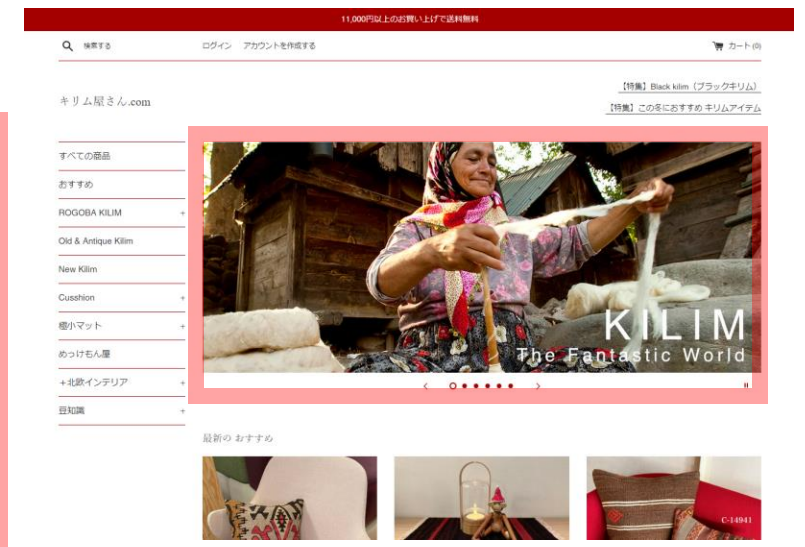 11,000円以上のお買い上げで送料無料
検索する
ログイン アカウントを作成する
カート (0)
【特集】Black kilim（ブラックキリム）
キリム屋さん.com
【特集】この冬におすすめ キリムアイテム
すべての商品
おすすめ
ROGOBA KILIM +
Old & Antique Kilim
New Kilim
Cusshion +
極小マット +
めっけもん屋
+北欧インテリア +
豆知識 +
KILIM
The Fantastic World
最新の おすすめ
C-14941